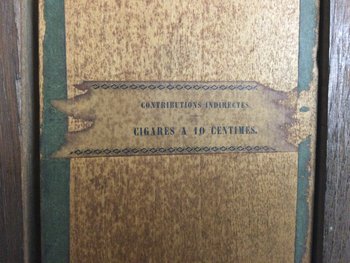 CONTRIBUTIONS INDIRECTES.
CIGARES A 10 CENTIMES.